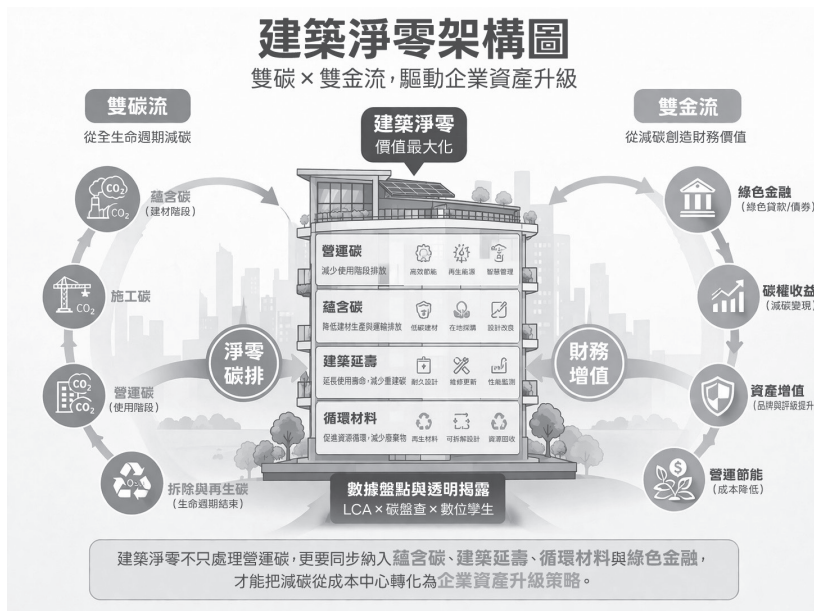 建築淨零架構圖
雙碳 × 雙金流，驅動企業資產升級
雙碳流
從全生命週期減碳
CO₂
CO₂
蘊含碳
（建材階段）
CO₂
施工碳
CO₂
CO₂
營運碳
（使用階段）
拆除與再生碳
（生命週期結束）
淨零
碳排
建築淨零
價值最大化
營運碳
減少使用階段排放
高效節能
再生能源
智慧管理
蘊含碳
降低建材生產與運輸排放
低碳建材
在地採購
設計改良
建築延壽
延長使用壽命，減少重建碳
耐久設計
維修更新
性能監測
循環材料
促進資源循環，減少廢棄物
再生材料
可拆解設計
資源回收
數據盤點與透明揭露
LCA × 碳盤查 × 數位孿生
雙金流
從減碳創造財務價值
綠色金融
（綠色貸款/債券）
碳權收益
（減碳變現）
資產增值
（品牌與評級提升
$
營運節能
（成本降低）
財務
增值
建築淨零不只處理營運碳，更要同步納入蘊含碳、建築延壽、循環材料與綠色金融，
才能把減碳從成本中心轉化為企業資產升級策略。